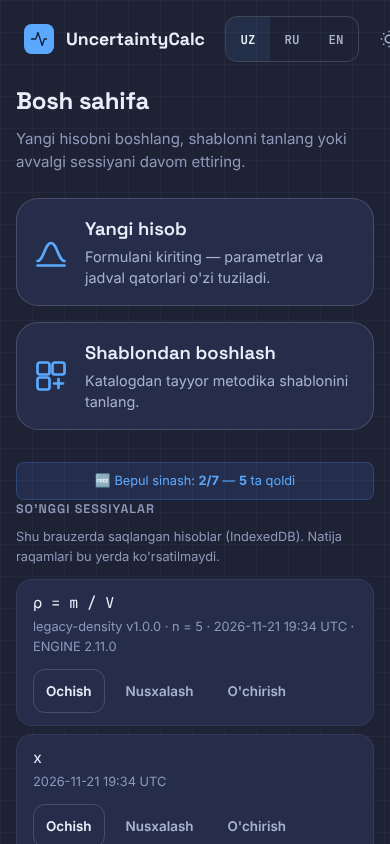 UncertaintyCalc
UZ RU EN
Bosh sahifa
Yangi hisobni boshlang, shablonni tanlang yoki
avvalgi sessiyani davom ettiring.
Yangi hisob
Formulani kiriting — parametrlar va
jadval qatorlari o'zi tuziladi.
Shablondan boshlash
Katalogdan tayyor metodika shablonini
tanlang.
🆓 Bepul sinash: 2/7 — 5 ta qoldi
SO'NGGI SESSIYALAR
Shu brauzerda saqlangan hisoblar (IndexedDB). Natija
raqamlari bu yerda ko'rsatilmaydi.
ρ = m / V
legacy-density v1.0.0 · n = 5 · 2026-11-21 19:34 UTC ·
ENGINE 2.11.0
Ochish Nusxalash O'chirish
x
2026-11-21 19:34 UTC
Ochish Nusxalash O'chirish